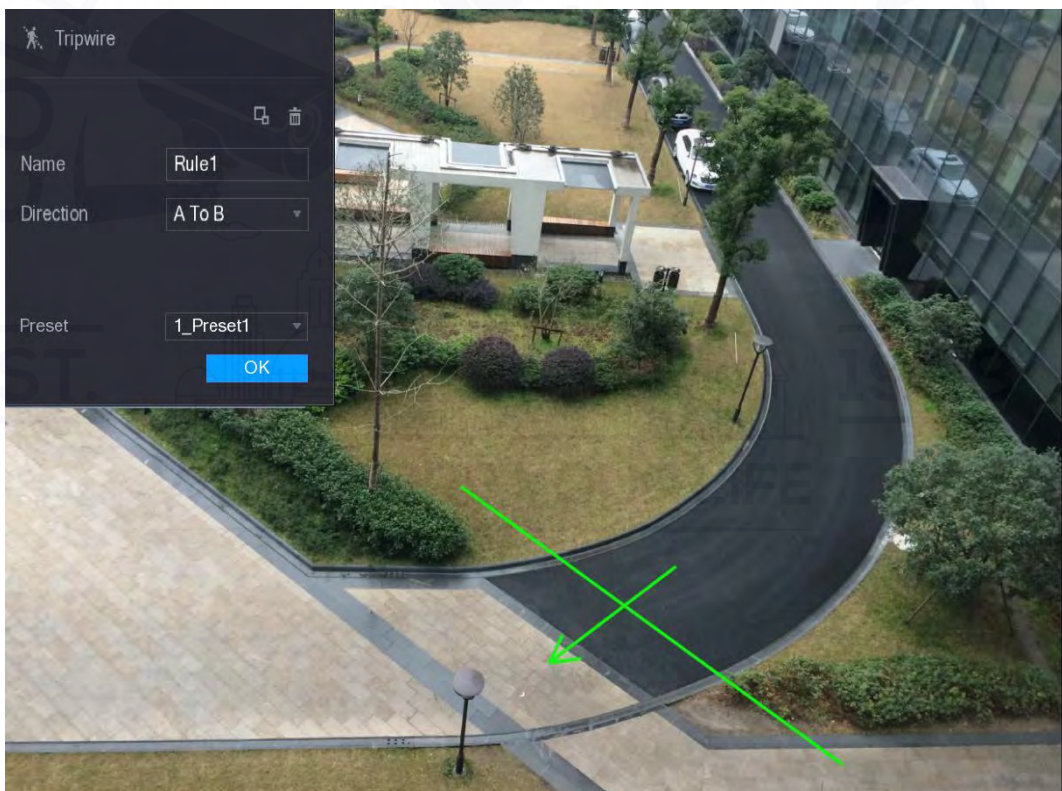 Tripwire
Name
Rule1
Direction
A To B
Preset
1_Preset1
OK